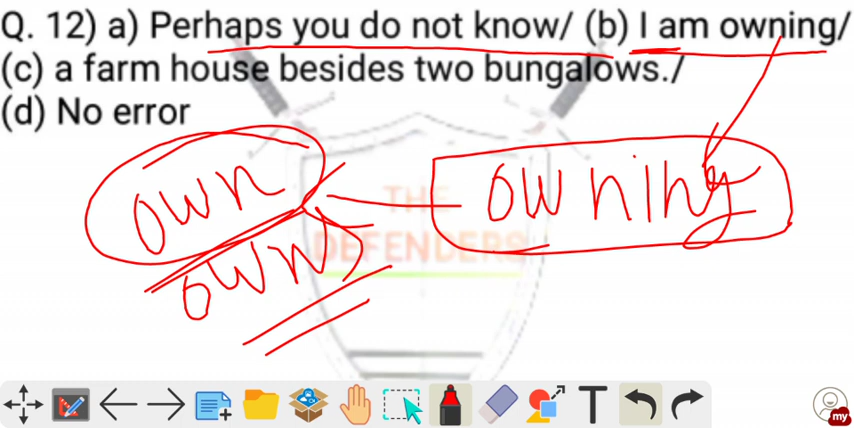 Q. 12) a) Perhaps you do not know/ (b) I am owning/
(c) a farm house besides two bungalows./
(d) No error
own
owning
THE
DEFENDERS
owns
my